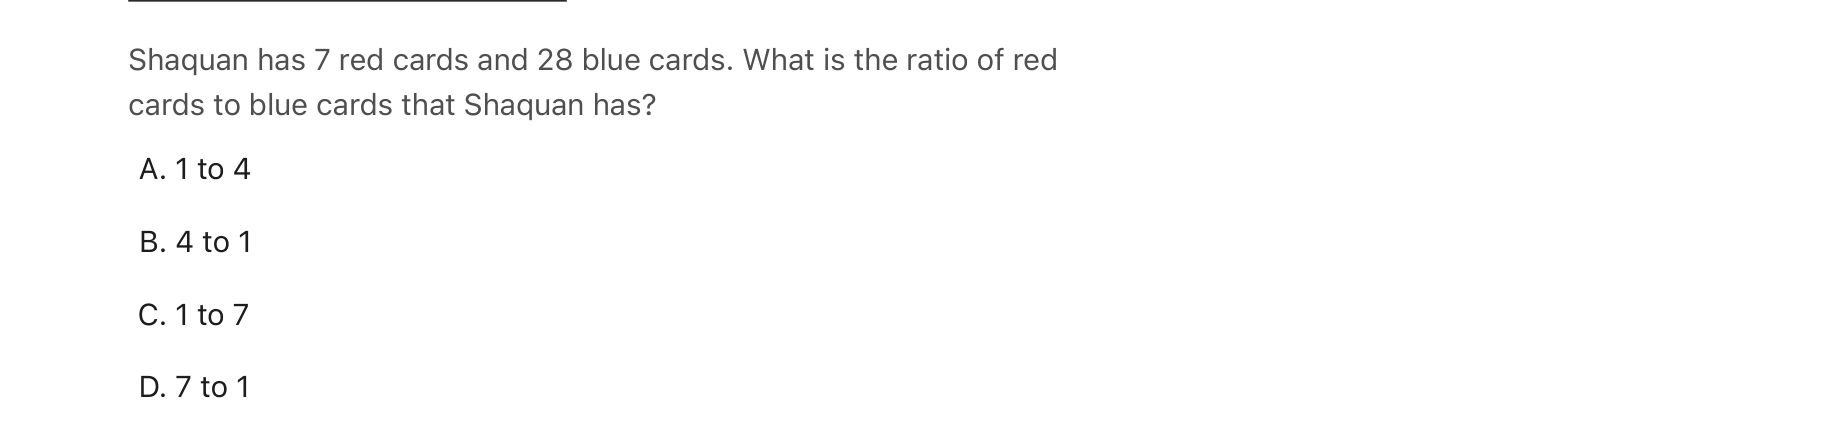 Shaquan has 7 red cards and 28 blue cards. What is the ratio of red
cards to blue cards that Shaquan has?
A. 1 to 4
B. 4 to 1
C. 1 to 7
D. 7 to 1